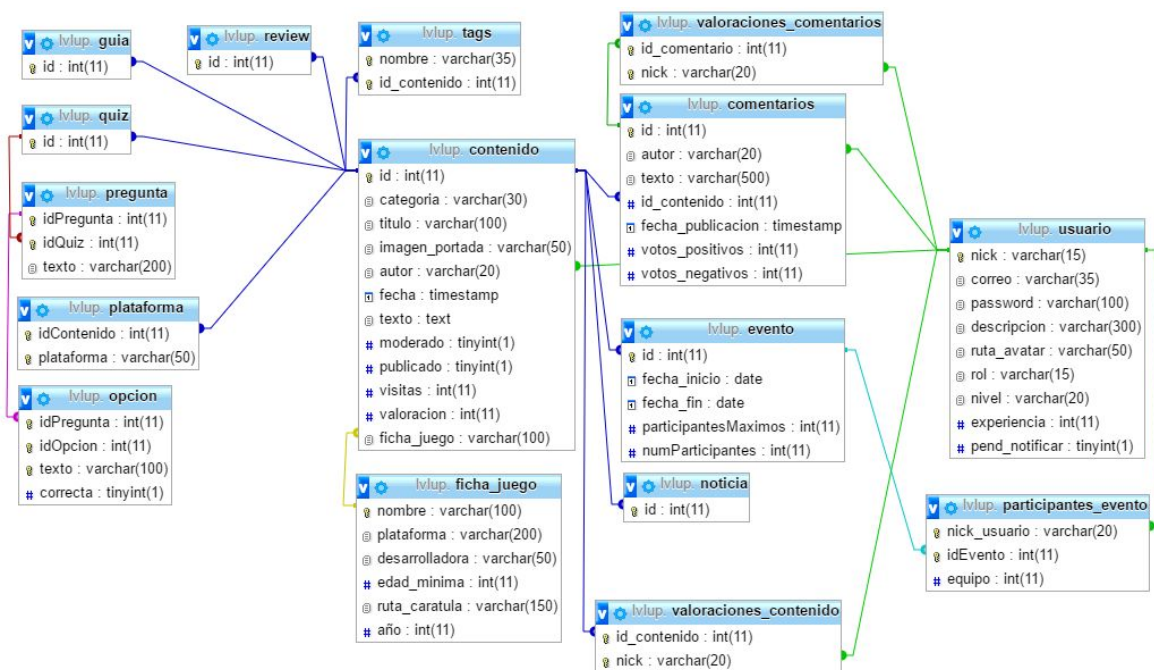 lvlup. guia
id : int(11)
lvlup. review
id : int(11)
lvlup. tags
nombre : varchar(35)
id_contenido : int(11)
lvlup. valoraciones_comentarios
id_comentario : int(11)
nick : varchar(20)
lvlup. quiz
id : int(11)
lvlup. comentarios
id : int(11)
autor : varchar(20)
texto : varchar(500)
id_contenido : int(11)
fecha_publicacion : timestamp
votos_positivos : int(11)
votos_negativos : int(11)
lvlup. contenido
id : int(11)
categoria : varchar(30)
titulo : varchar(100)
imagen_portada : varchar(50)
autor : varchar(20)
fecha : timestamp
texto : text
moderado : tinyint(1)
publicado : tinyint(1)
visitas : int(11)
valoracion : int(11)
ficha_juego : varchar(100)
lvlup. pregunta
idPregunta : int(11)
idQuiz : int(11)
texto : varchar(200)
lvlup. usuario
nick : varchar(15)
correo : varchar(35)
password : varchar(100)
descripcion : varchar(300)
ruta_avatar : varchar(50)
rol : varchar(15)
nivel : varchar(20)
experiencia : int(11)
pend_notificar : tinyint(1)
lvlup. plataforma
idContenido : int(11)
plataforma : varchar(50)
lvlup. evento
id : int(11)
fecha_inicio : date
fecha_fin : date
participantesMaximos : int(11)
numParticipantes : int(11)
lvlup. opcion
idPregunta : int(11)
idOpcion : int(11)
texto : varchar(100)
correcta : tinyint(1)
lvlup. ficha_juego
nombre : varchar(100)
plataforma : varchar(200)
desarrolladora : varchar(50)
edad_minima : int(11)
ruta_caratula : varchar(150)
año : int(11)
lvlup. noticia
id : int(11)
lvlup. participantes_evento
nick_usuario : varchar(20)
idEvento : int(11)
equipo : int(11)
lvlup. valoraciones_contenido
id_contenido : int(11)
nick : varchar(20)